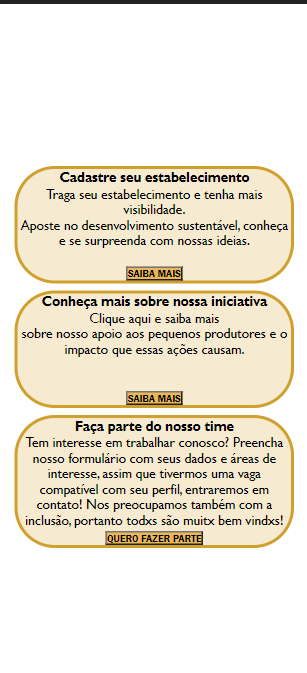 Cadastre seu estabelecimento
Traga seu estabelecimento e tenha mais
visibilidade.
Aposte no desenvolvimento sustentável, conheça
e se surpreenda com nossas ideias.
SAIBA MAIS
Conheça mais sobre nossa iniciativa
Clique aqui e saiba mais
sobre nosso apoio aos pequenos produtores e o
impacto que essas ações causam.
SAIBA MAIS
Faça parte do nosso time
Tem interesse em trabalhar conosco? Preencha
nosso formulário com seus dados e áreas de
interesse, assim que tivermos uma vaga
compatível com seu perfil, entraremos em
contato! Nos preocupamos também com a
inclusão, portanto todxs são muitx bem vindxs!
QUERO FAZER PARTE